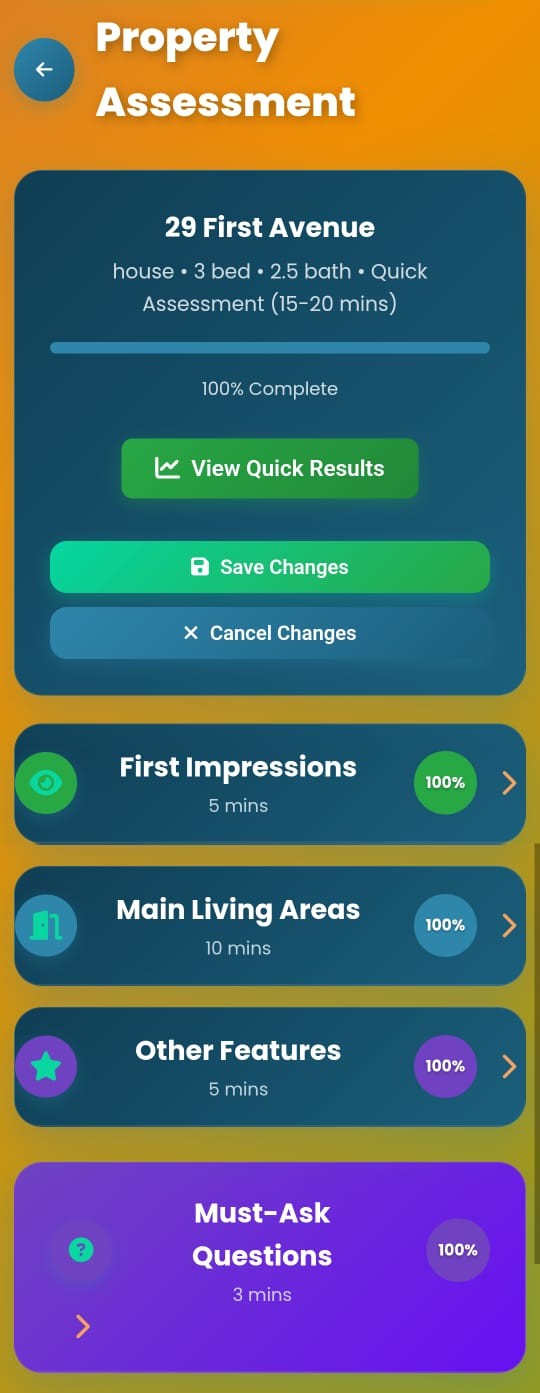 Property
Assessment
29 First Avenue
house • 3 bed • 2.5 bath • Quick
Assessment (15-20 mins)
100% Complete
View Quick Results
Save Changes
Cancel Changes
First Impressions
5 mins
100%
Main Living Areas
10 mins
100%
Other Features
5 mins
100%
Must-Ask
Questions
3 mins
100%